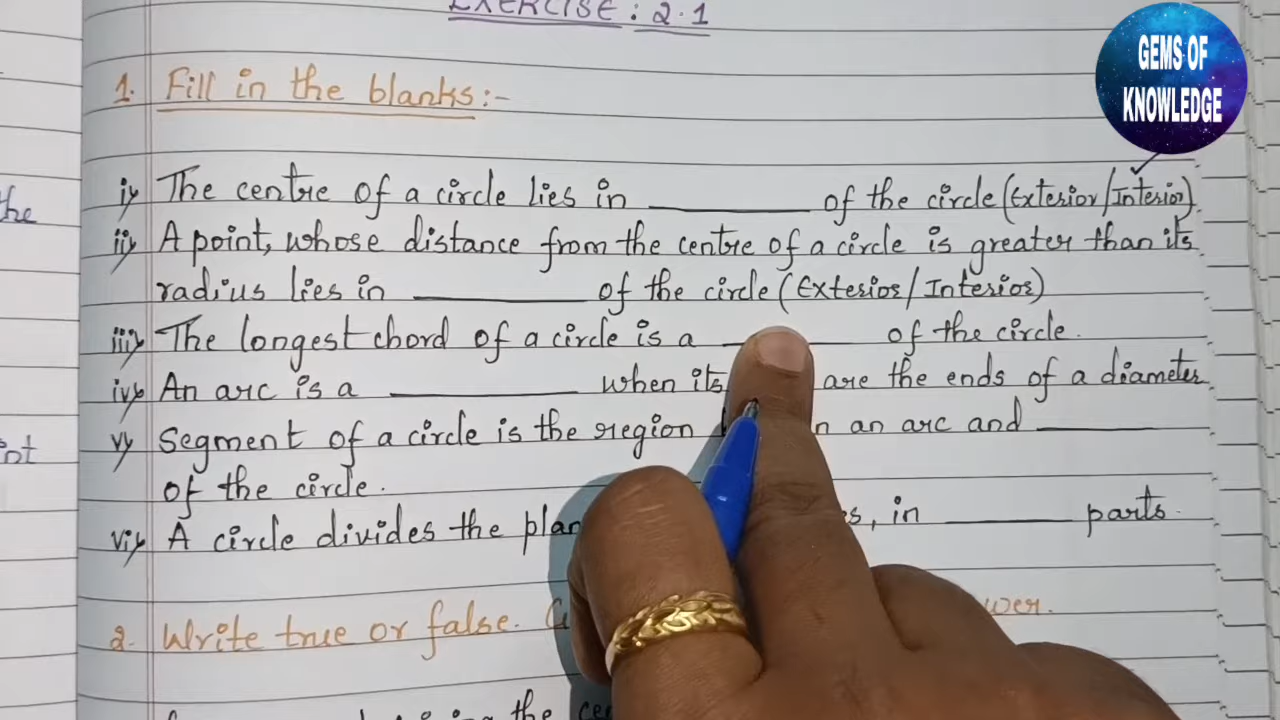 EXERCISE: 2.1
GEMS OF
KNOWLEDGE
1. Fill in the blanks:-
the
i) The centre of a circle lies in ________ of the circle (Exterior/Interior).
ii) A point, whose distance from the centre of a circle is greater than its
radius lies in ________ of the circle (Exterior/Interior)
iii) The longest chord of a circle is a ________ of the circle.
iv) An arc is a ________ when its are the ends of a diameter
v) Segment of a circle is the region an arc and ________
of the circle.
vi) A circle divides the plan in ________ parts.
2. Write true or false.
the